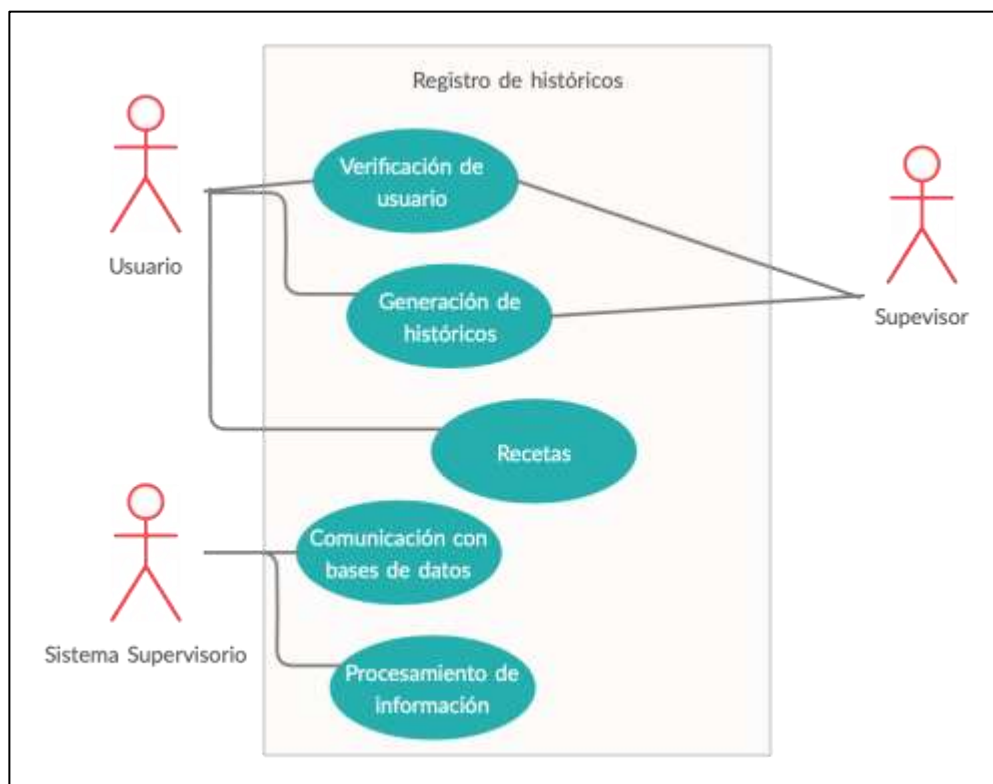 Registro de históricos
Verificación de
usuario
Usuario
Generación de
históricos
Supevisor
Recetas
Comunicación con
bases de datos
Sistema Supervisorio
Procesamiento de
información